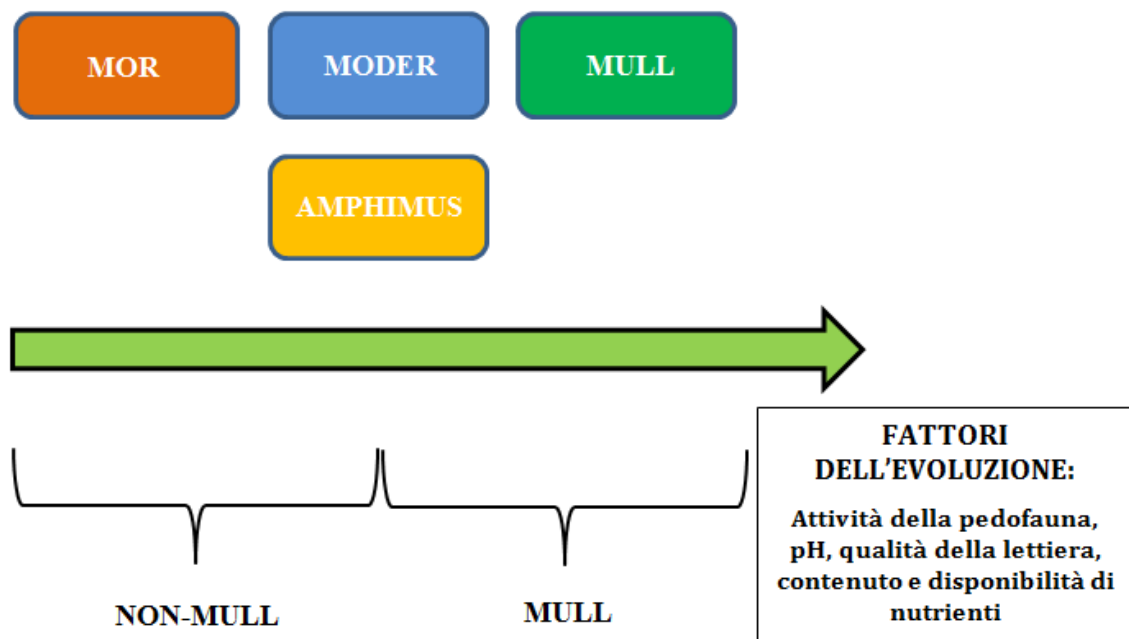 MOR
MODER
MULL
AMPHIMUS
NON-MULL
MULL
FATTORI
DELL'EVOLUZIONE:
Attività della pedofauna,
pH, qualità della lettiera,
contenuto e disponibilità di
nutrienti